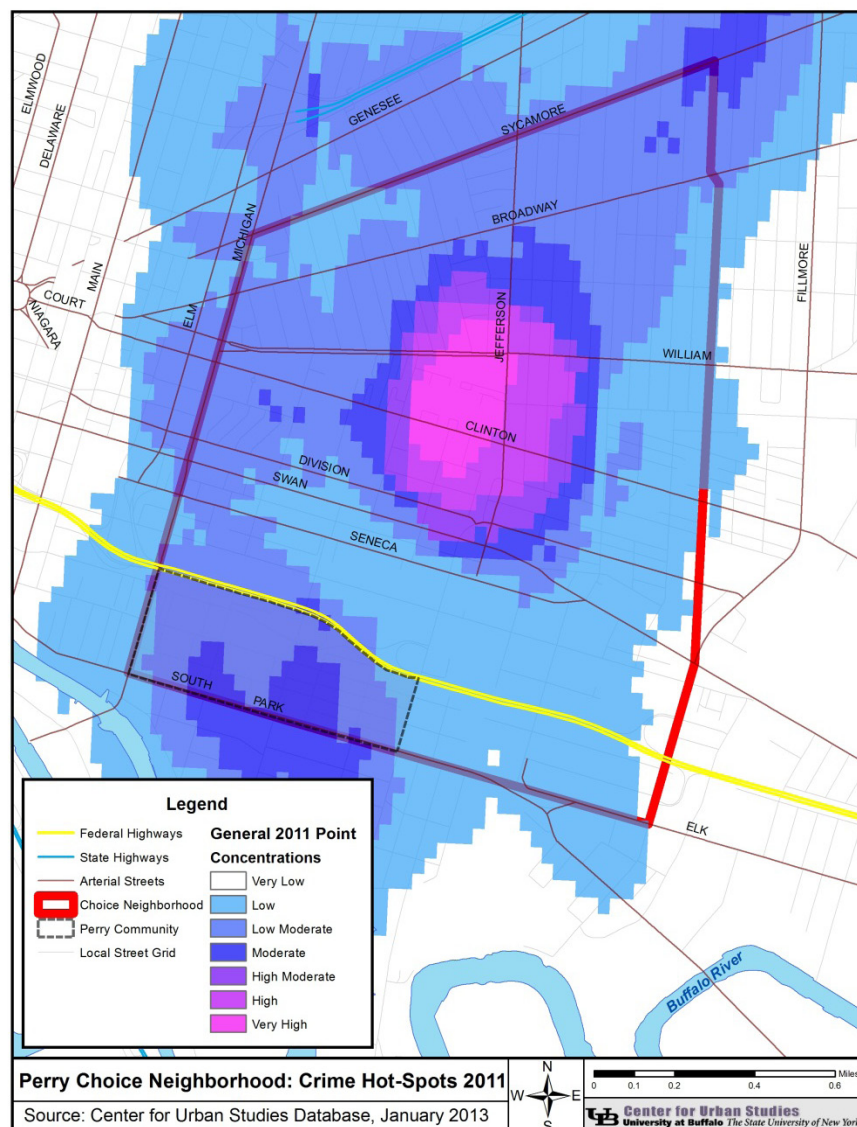 ELMWOOD
DELAWARE
GENESEE
SYCAMORE
BROADWAY
MICHIGAN
MAIN
FILLMORE
COURT
NIAGARA
ELM
JEFFERSON
WILLIAM
CLINTON
DIVISION
SWAN
SENECA
SOUTH
PARK
ELK
Buffalo River
Legend
Federal Highways
State Highways
Arterial Streets
Choice Neighborhood
Perry Community
Local Street Grid
General 2011 Point
Concentrations
Very Low
Low
Low Moderate
Moderate
High Moderate
High
Very High
Perry Choice Neighborhood: Crime Hot-Spots 2011
Source: Center for Urban Studies Database, January 2013
N
W
E
S
Miles
0 0.1 0.2 0.4 0.6
UB Center for Urban Studies
University at Buffalo The State University of New York